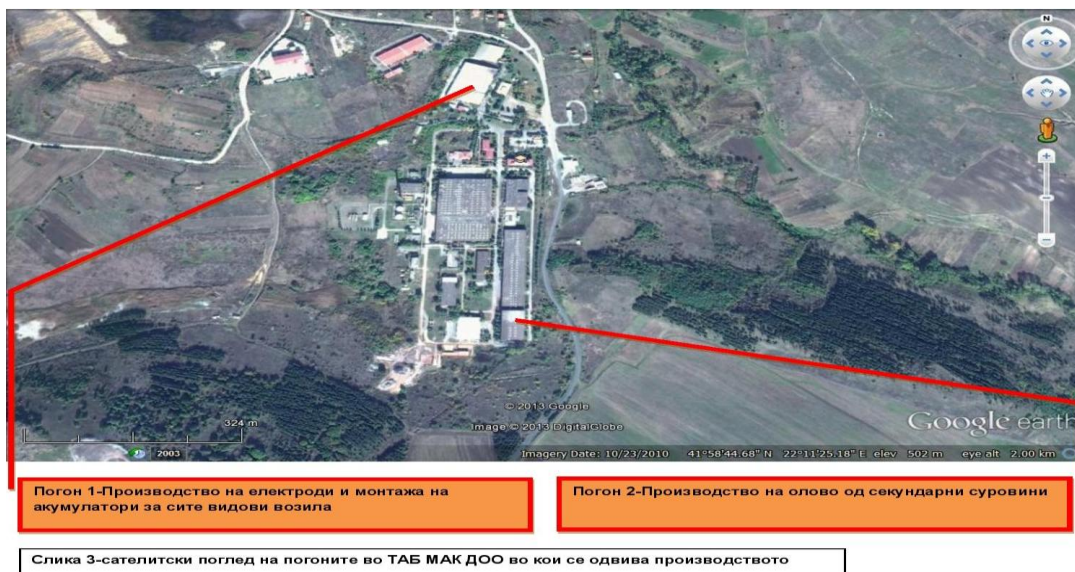 N
324 m
© 2013 Google
Image © 2013 DigitalGlobe
Google earth
2003
Imagery Date: 10/23/2010 41°58'44.68" N 22°11'25.18" E elev 502 m eye alt 2.00 km
Погон 1-Производство на електроди и монтажа на
акумулатори за сите видови возила
Погон 2-Производство на олово од секундарни суровини
Слика 3-сателитски поглед на погоните во ТАБ МАК ДОО во кои се одвива производството